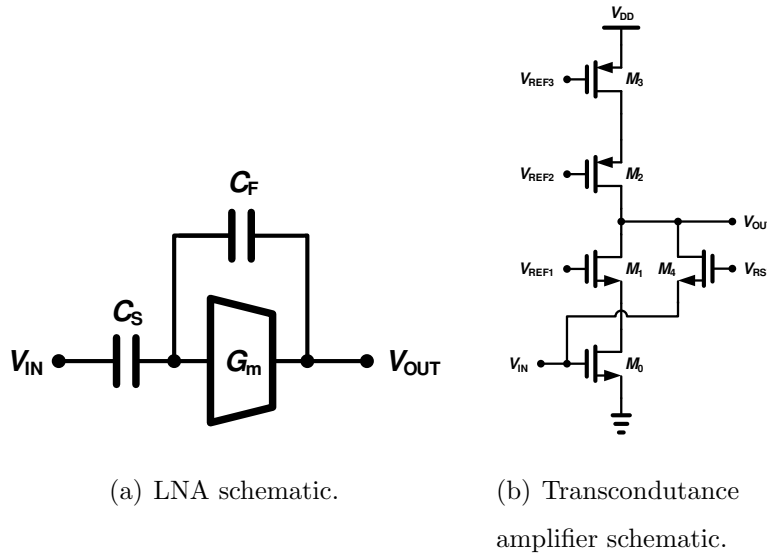 C_F
C_S
V_IN
G_m
V_OUT
(a) LNA schematic.
V_DD
V_REF3
M_3
V_REF2
M_2
V_OU
V_REF1
M_1
M_4
V_RS
V_IN
M_0
(b) Transcondutance
amplifier schematic.